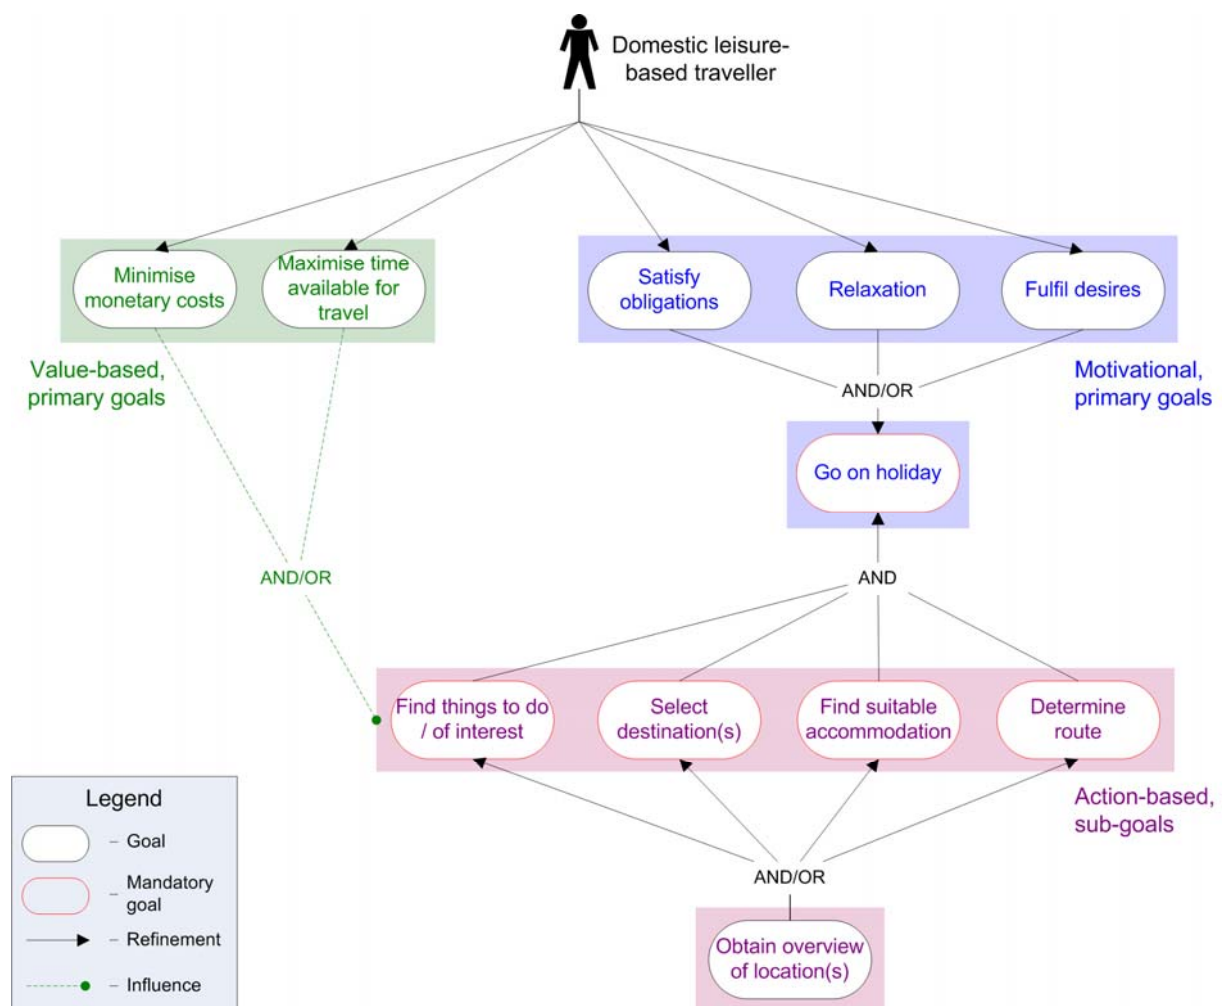 Domestic leisure-
based traveller
Minimise
monetary costs
Maximise time
available for
travel
Satisfy
obligations
Relaxation
Fulfil desires
Value-based,
primary goals
Motivational,
primary goals
AND/OR
Go on holiday
AND/OR
AND
Find things to do
/ of interest
Select
destination(s)
Find suitable
accommodation
Determine
route
Action-based,
sub-goals
AND/OR
Obtain overview
of location(s)
Legend
– Goal
– Mandatory
goal
– Refinement
– Influence